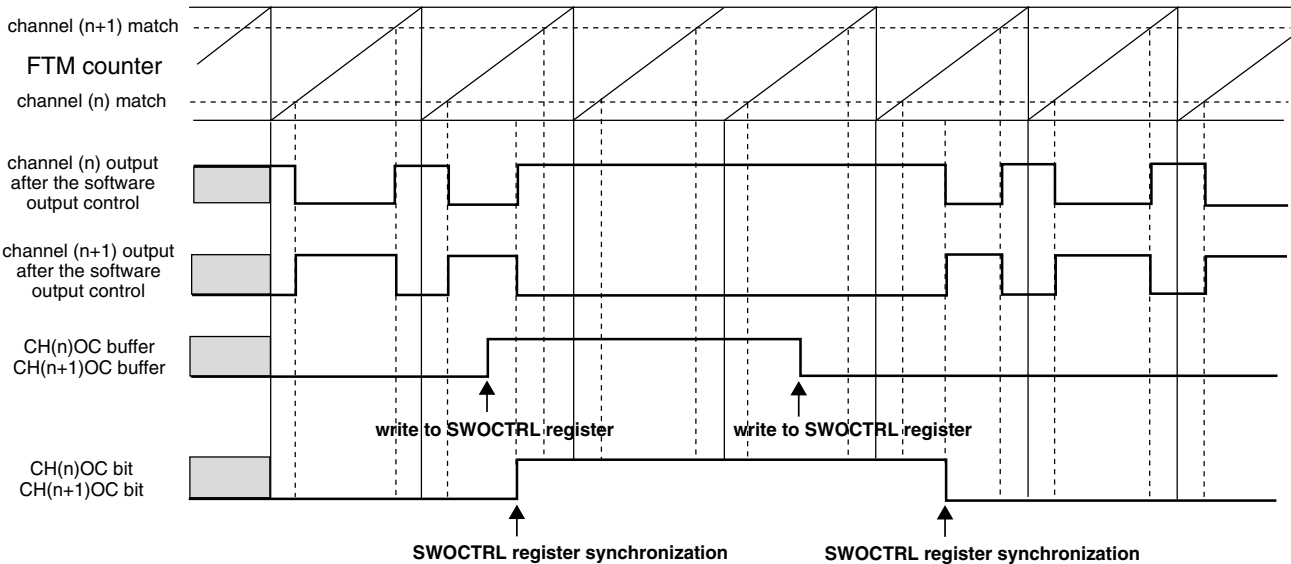 channel (n+1) match
FTM counter
channel (n) match
channel (n) output
after the software
output control
channel (n+1) output
after the software
output control
CH(n)OC buffer
CH(n+1)OC buffer
write to SWOCTRL register
write to SWOCTRL register
CH(n)OC bit
CH(n+1)OC bit
SWOCTRL register synchronization
SWOCTRL register synchronization